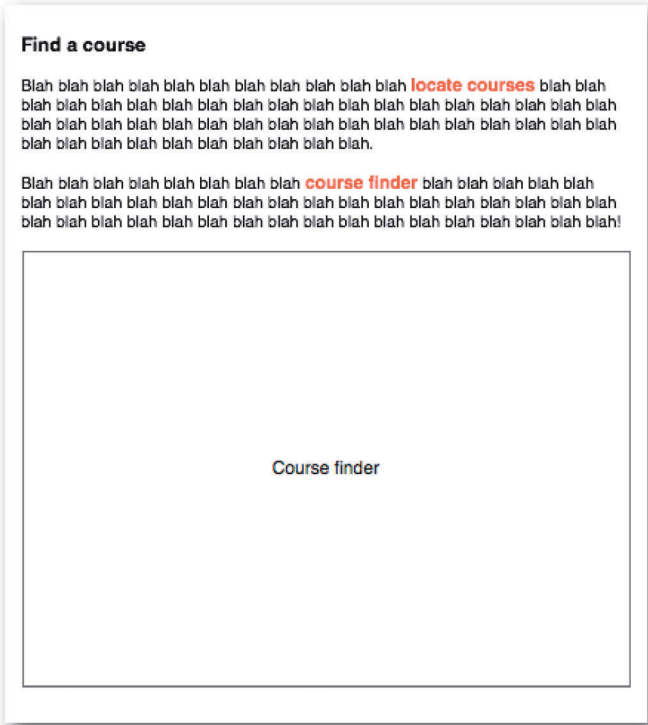 Find a course
Blah blah blah blah blah blah blah blah blah blah blah locate courses blah blah
blah blah blah blah blah blah blah blah blah blah blah blah blah blah blah blah blah
blah blah blah blah blah blah blah blah blah blah blah blah blah blah blah blah blah
blah blah blah blah blah blah blah blah blah blah.
Blah blah blah blah blah blah blah blah course finder blah blah blah blah blah
blah blah blah blah blah blah blah blah blah blah blah blah blah blah blah blah blah
blah blah blah blah blah blah blah blah blah blah blah blah blah blah blah blah blah!
Course finder